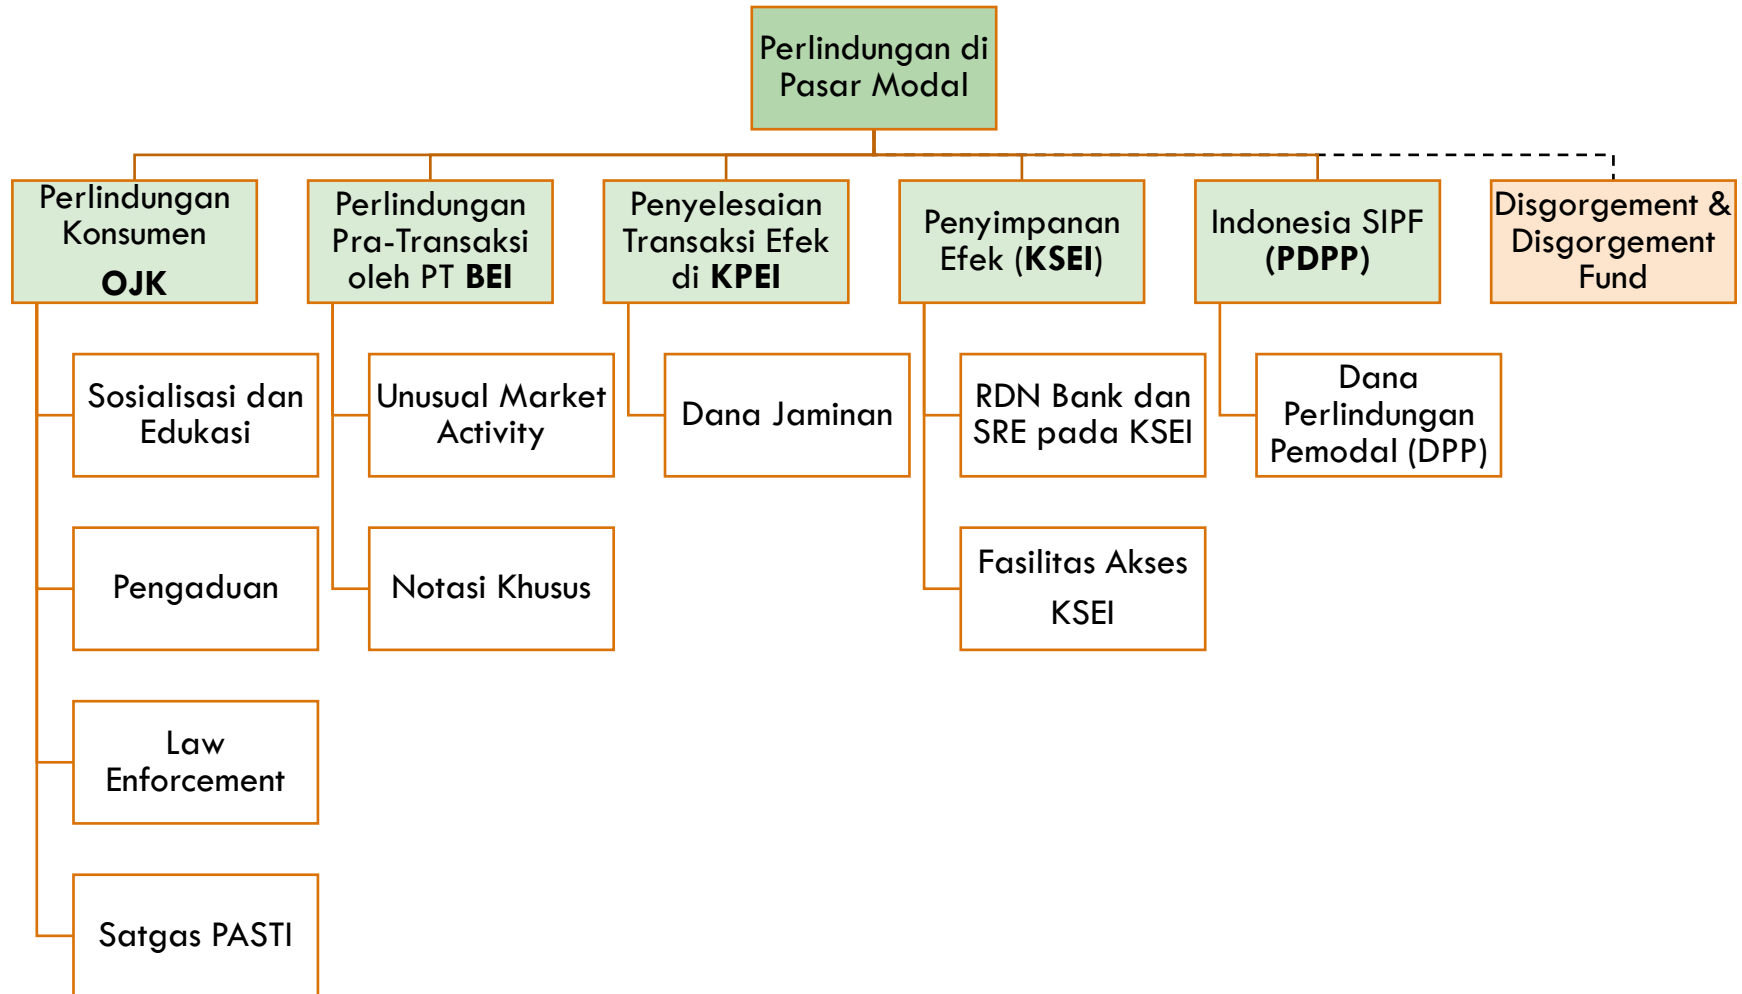 Perlindungan di
Pasar Modal
Perlindungan
Konsumen
OJK
Perlindungan
Pra-Transaksi
oleh PT BEI
Penyelesaian
Transaksi Efek
di KPEI
Penyimpanan
Efek (KSEI)
Indonesia SIPF
(PDPP)
Disgorgement &
Disgorgement
Fund
Sosialisasi dan
Edukasi
Unusual Market
Activity
Dana Jaminan
RDN Bank dan
SRE pada KSEI
Dana
Perlindungan
Pemodal (DPP)
Pengaduan
Notasi Khusus
Fasilitas Akses
KSEI
Law
Enforcement
Satgas PASTI